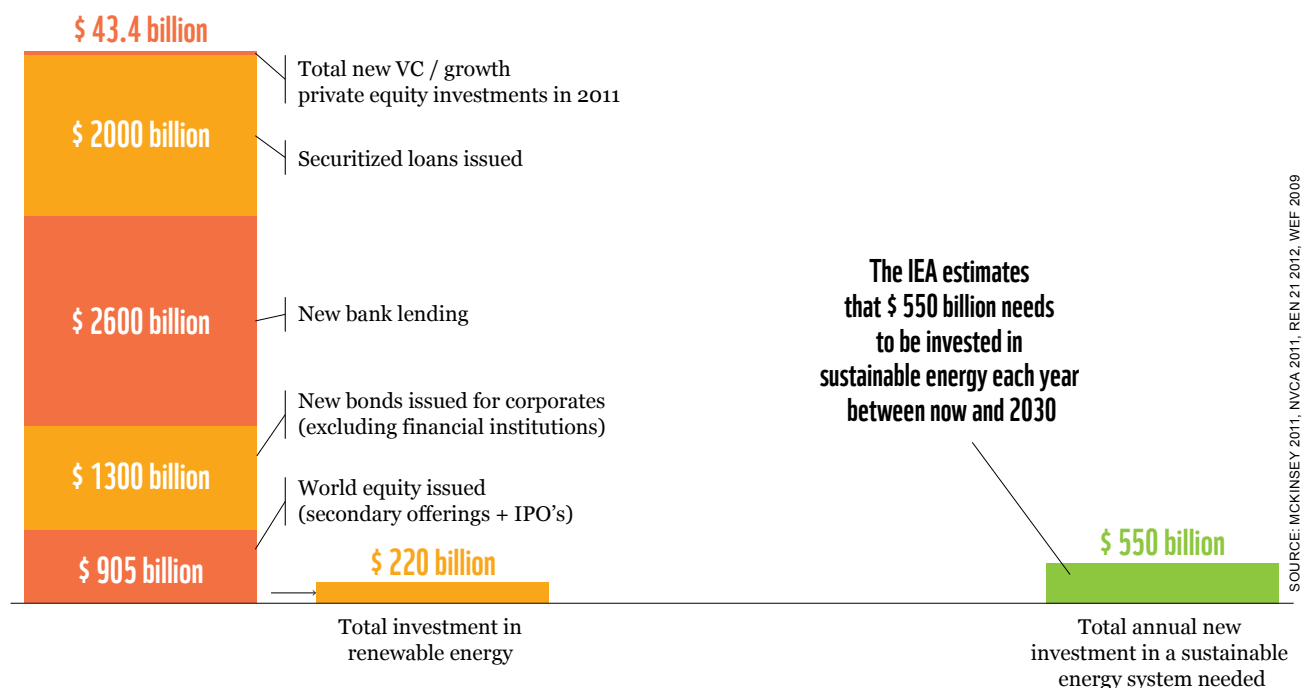 $ 43.4 billion
Total new VC / growth
private equity investments in 2011
$ 2000 billion
Securitized loans issued
$ 2600 billion
New bank lending
New bonds issued for corporates
(excluding financial institutions)
$ 1300 billion
World equity issued
(secondary offerings + IPO's)
$ 905 billion
$ 220 billion
Total investment in
renewable energy
The IEA estimates
that $ 550 billion needs
to be invested in
sustainable energy each year
between now and 2030
$ 550 billion
Total annual new
investment in a sustainable
energy system needed
SOURCE: MCKINSEY 2011, NVCA 2011, REN 21 2012, WEF 2009